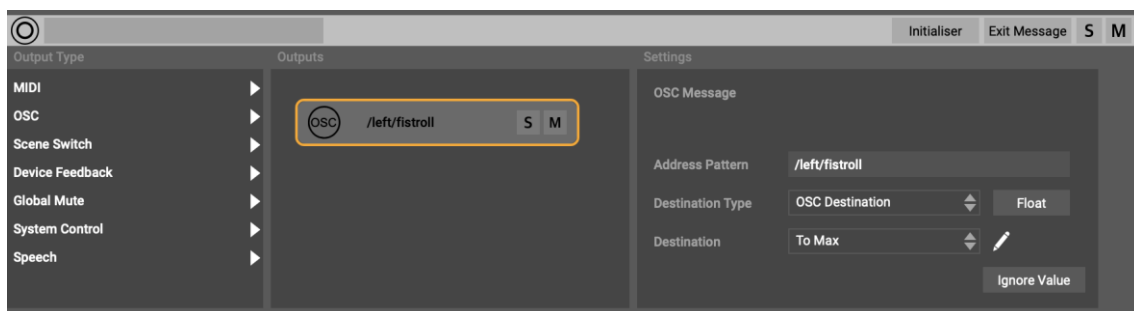 Initialiser Exit Message S M
Output Type Outputs Settings
MIDI
OSC
Scene Switch
Device Feedback
Global Mute
System Control
Speech
OSC /left/fistroll S M
OSC Message
Address Pattern /left/fistroll
Destination Type OSC Destination Float
Destination To Max
Ignore Value